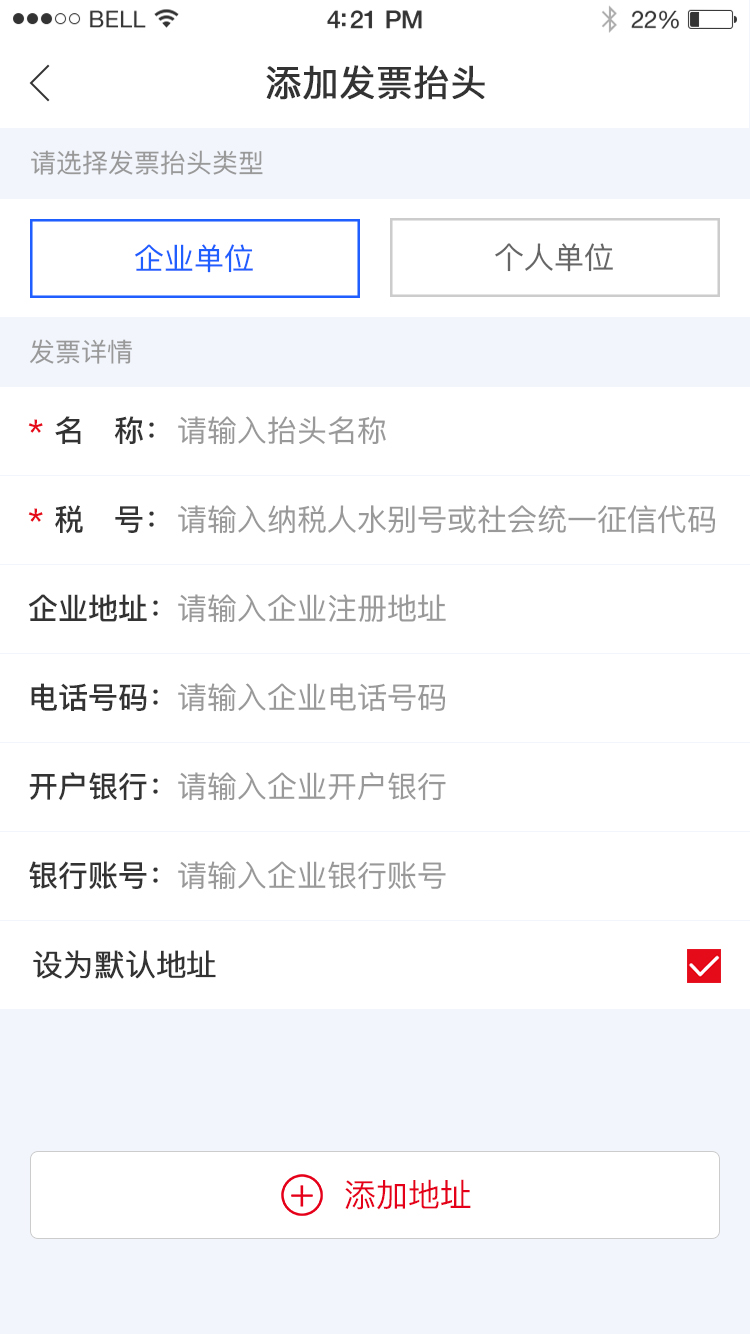 BELL 4:21 PM 22%
添加发票抬头
请选择发票抬头类型
企业单位 个人单位
发票详情
* 名 称： 请输入抬头名称
* 税 号： 请输入纳税人水别号或社会统一征信代码
企业地址： 请输入企业注册地址
电话号码： 请输入企业电话号码
开户银行： 请输入企业开户银行
银行账号： 请输入企业银行账号
设为默认地址
添加地址